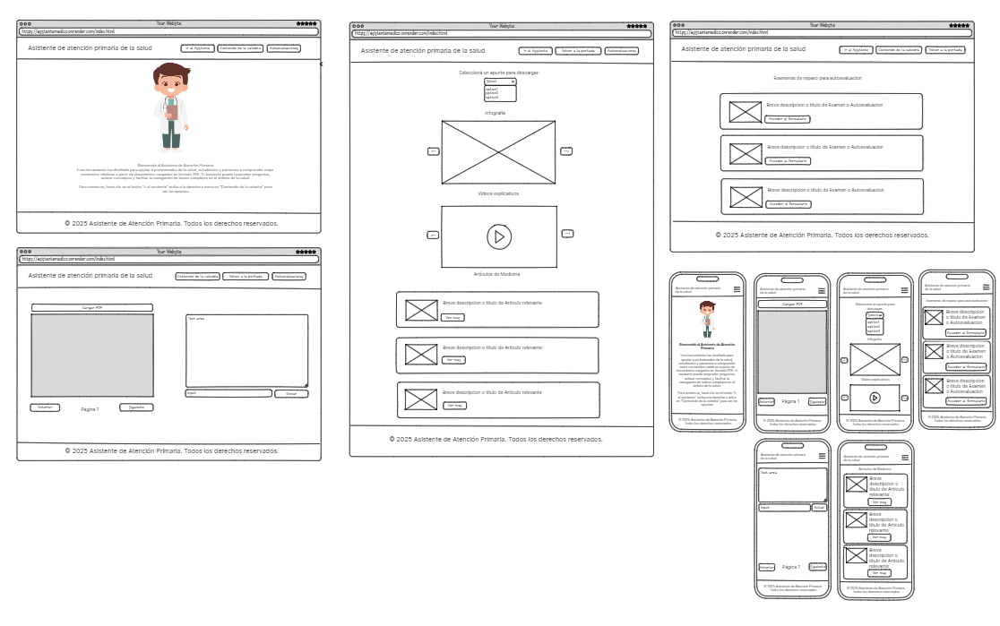 Your Website
https://asistentemedico.onrender.com/index.html
Asistente de atención primaria de la salud
Ir al Asistente
Contenido de la catedra
Autoevaluaciones
Bienvenido al Asistente de Atención Primaria
Esta herramienta fue diseñada para ayudar a profesionales de la salud, estudiantes y pacientes a comprender mejor
contenidos médicos a partir de documentos cargados en formato PDF. El asistente puede responder preguntas,
aclarar conceptos y facilitar la navegación de textos complejos en el ámbito de la salud.
Para comenzar, hacé clic en el botón "Ir al asistente" arriba a la derecha o entra en "Contenido de la catedra" para
ver los apuntes.
© 2025 Asistente de Atención Primaria. Todos los derechos reservados.
Your Website
https://asistentemedico.onrender.com/index.html
Asistente de atención primaria de la salud
Contenido de la catedra
Volver a la portada
Autoevaluaciones
Cargar PDF
Text area
Input
Enviar
Anterior
Página 1
Siguiente
© 2025 Asistente de Atención Primaria. Todos los derechos reservados.
Your Website
https://asistentemedico.onrender.com/index.html
Asistente de atención primaria de la salud
Ir al Asistente
Volver a la portada
Autoevaluaciones
Seleccioná un apunte para descargar:
Select
option1
option2
option3
Infografía
Videos explicativos
Artículos de Medicina
Breve descripcion o titulo de Articulo relevante
Ver mas
Breve descripcion o titulo de Articulo relevante
Ver mas
Breve descripcion o titulo de Articulo relevante
Ver mas
© 2025 Asistente de Atención Primaria. Todos los derechos reservados.
Your Website
https://asistentemedico.onrender.com/index.html
Asistente de atención primaria de la salud
Ir al Asistente
Contenido de la catedra
Volver a la portada
Examenes de repaso para autoevaluacion
Breve descripcion o titulo de Examen o Autoevaluacion
Acceder al formulario
Breve descripcion o titulo de Examen o Autoevaluacion
Acceder al formulario
Breve descripcion o titulo de Examen o Autoevaluacion
Acceder al formulario
© 2025 Asistente de Atención Primaria. Todos los derechos reservados.
Asistente de atención primaria
de la salud
Bienvenido al Asistente de Atención
Primaria
Esta herramienta fue diseñada para
ayudar a profesionales de la salud,
estudiantes y pacientes a comprender
mejor contenidos médicos a partir de
documentos cargados en formato
PDF. El asistente puede responder
preguntas, aclarar conceptos y facilitar la
navegación de textos complejos en el
ámbito de la salud.
Para comenzar, hacé clic en el botón "Ir
al asistente" arriba a la derecha o entra
en "Contenido de la catedra" para ver los
apuntes.
© 2025 Asistente de Atención Primaria.
Todos los derechos reservados.
Asistente de atención primaria
de la salud
Cargar PDF
Anterior
Página 1
Siguiente
© 2025 Asistente de Atención Primaria.
Todos los derechos reservados.
Asistente de atención primaria
de la salud
Seleccioná un apunte para
descargar:
Select
option1
option2
option3
Infografía
Videos explicativos
© 2025 Asistente de Atención Primaria.
Todos los derechos reservados.
Asistente de atención primaria
de la salud
Examenes de repaso para autoevaluacion
Breve descripcion
o titulo de Examen
o Autoevaluacion
Acceder al formulario
Breve descripcion
o titulo de Examen
o Autoevaluacion
Acceder al formulario
Breve descripcion
o titulo de Examen
o Autoevaluacion
Acceder al formulario
© 2025 Asistente de Atención Primaria.
Todos los derechos reservados.
Asistente de atención primaria
de la salud
Text area
Input
Enviar
Anterior
Página 1
Siguiente
© 2025 Asistente de Atención Primaria.
Todos los derechos reservados.
Asistente de atención primaria
de la salud
Artículos de Medicina
Breve
descripcion o
titulo de Articulo
relevante
Ver mas
Breve
descripcion o
titulo de Articulo
relevante
Ver mas
Breve
descripcion o
titulo de Articulo
relevante
Ver mas
© 2025 Asistente de Atención Primaria.
Todos los derechos reservados.